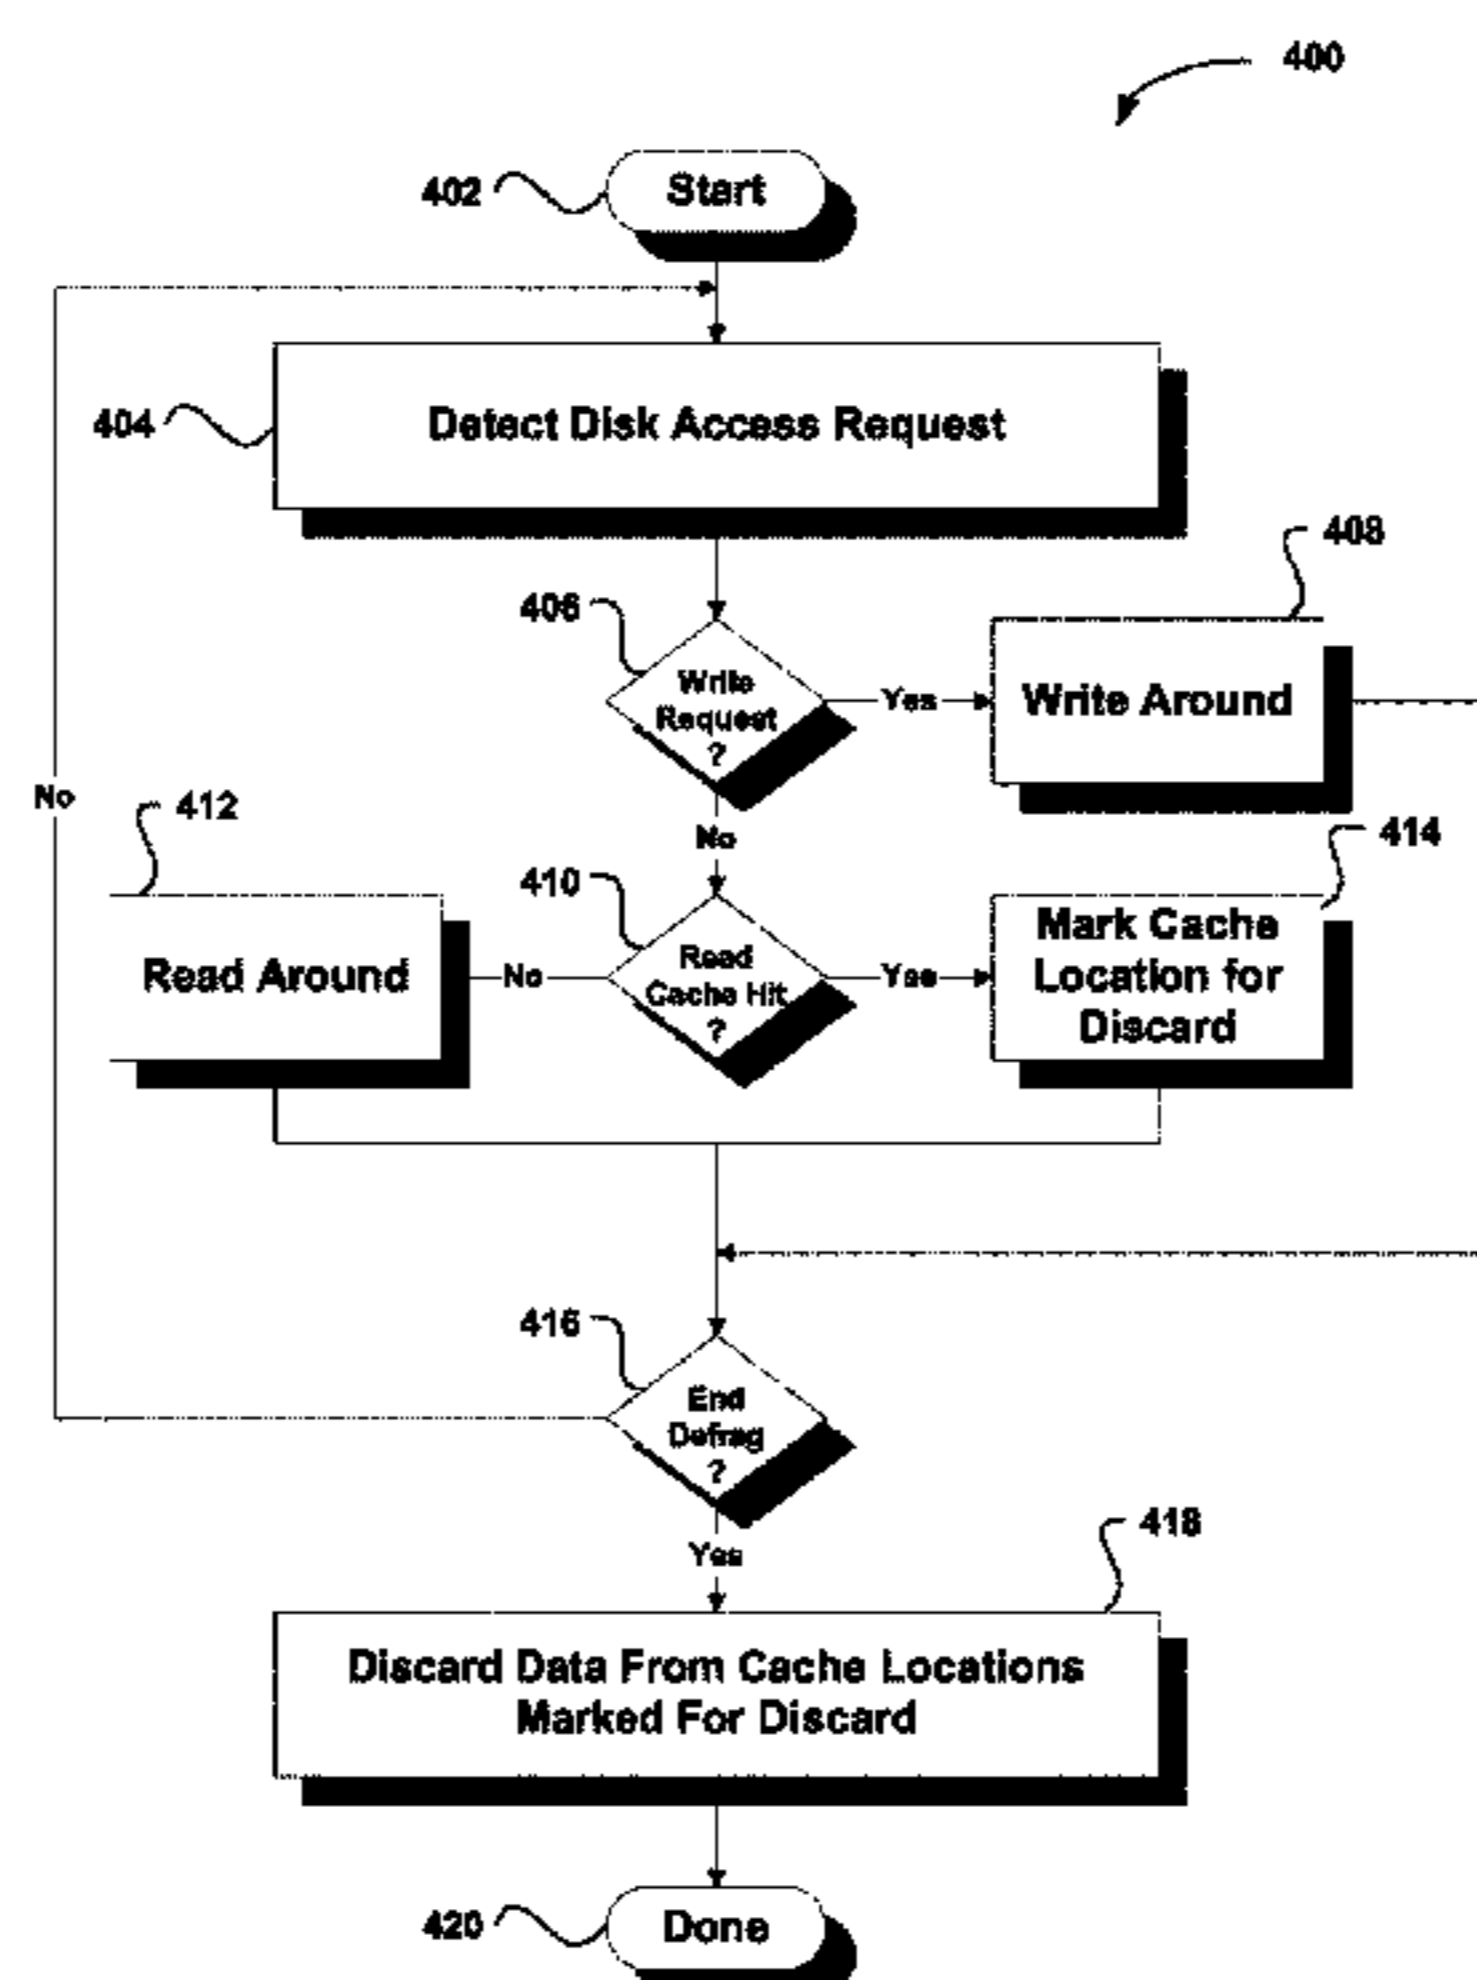 400
402
Start
404
Detect Disk Access Request
408
406
Write
Request
?
Yes
Write Around
No
412
No
414
410
Read Around
No
Read
Cache Hit
?
Yes
Mark Cache
Location for
Discard
416
End
Defrag
?
Yes
418
Discard Data From Cache Locations
Marked For Discard
420
Done